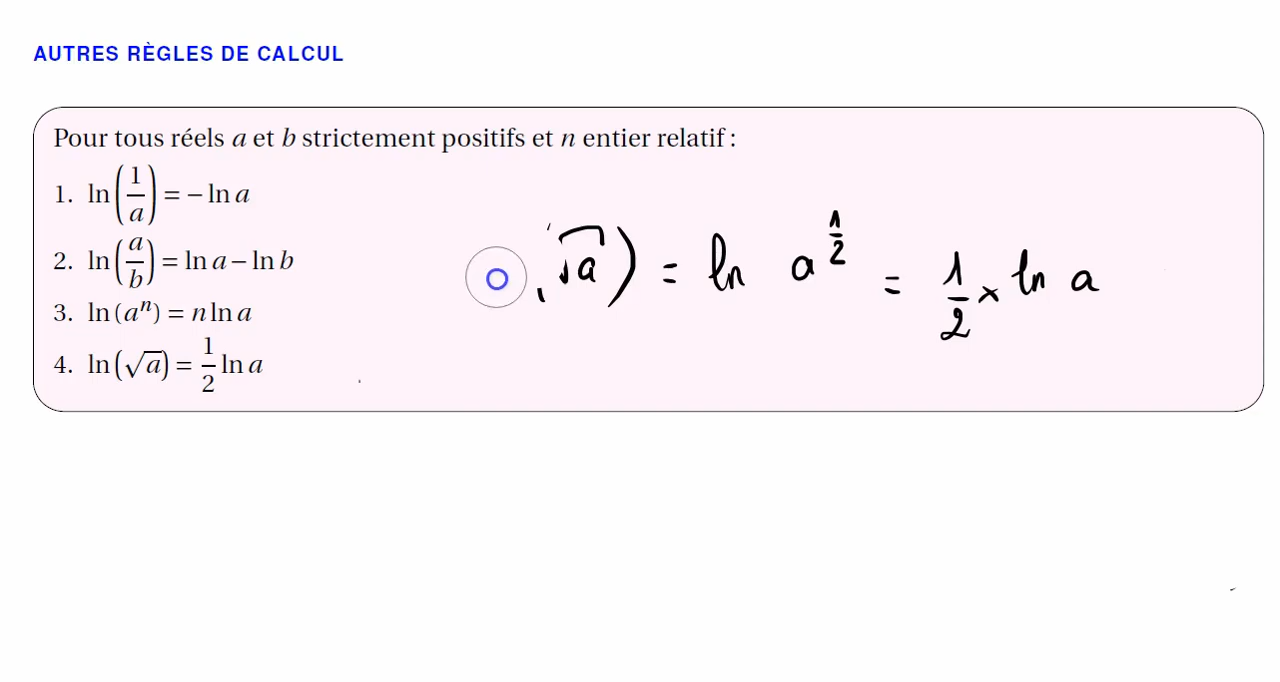 AUTRES RÈGLES DE CALCUL
Pour tous réels a et b strictement positifs et n entier relatif :
1. ln(1/a) = − ln a
2. ln(a/b) = ln a − ln b
3. ln(aⁿ) = n ln a
4. ln(√a) = 1/2 ln a
√a) = ln a^(1/2) = 1/2 × ln a